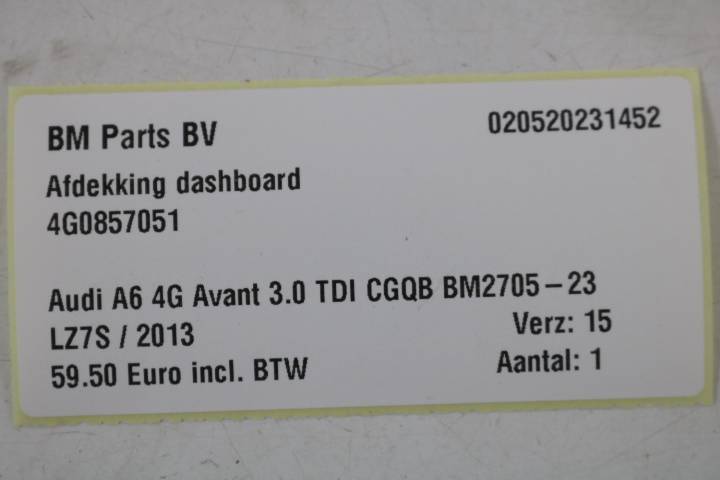 BM Parts BV 020520231452
Afdekking dashboard
4G0857051
Audi A6 4G Avant 3.0 TDI CGQB BM2705-23
LZ7S / 2013 Verz: 15
59.50 Euro incl. BTW Aantal: 1